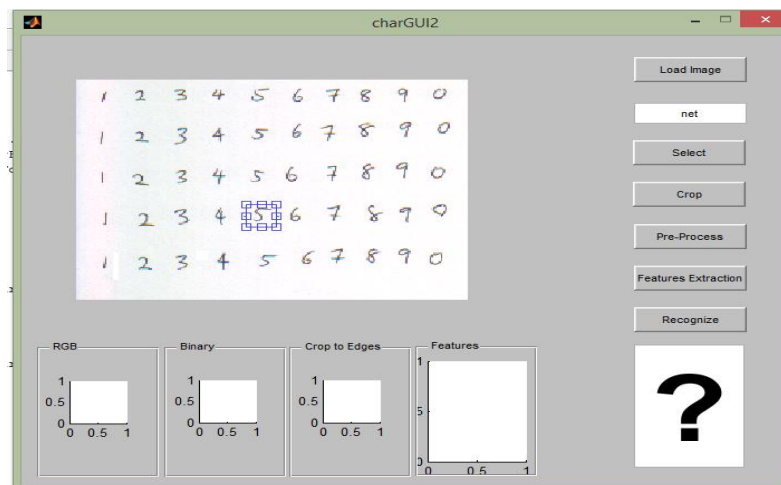 charGUI2
1 2 3 4 5 6 7 8 9 0
1 2 3 4 5 6 7 8 9 0
1 2 3 4 5 6 7 8 9 0
1 2 3 4 5 6 7 8 9 0
1 2 3 4 5 6 7 8 9 0
Load Image
net
Select
Crop
Pre-Process
Features Extraction
Recognize
?
RGB
1
0.5
0
0 0.5 1
Binary
1
0.5
0
0 0.5 1
Crop to Edges
1
0.5
0
0 0.5 1
Features
1
5
0
0 0.5 1